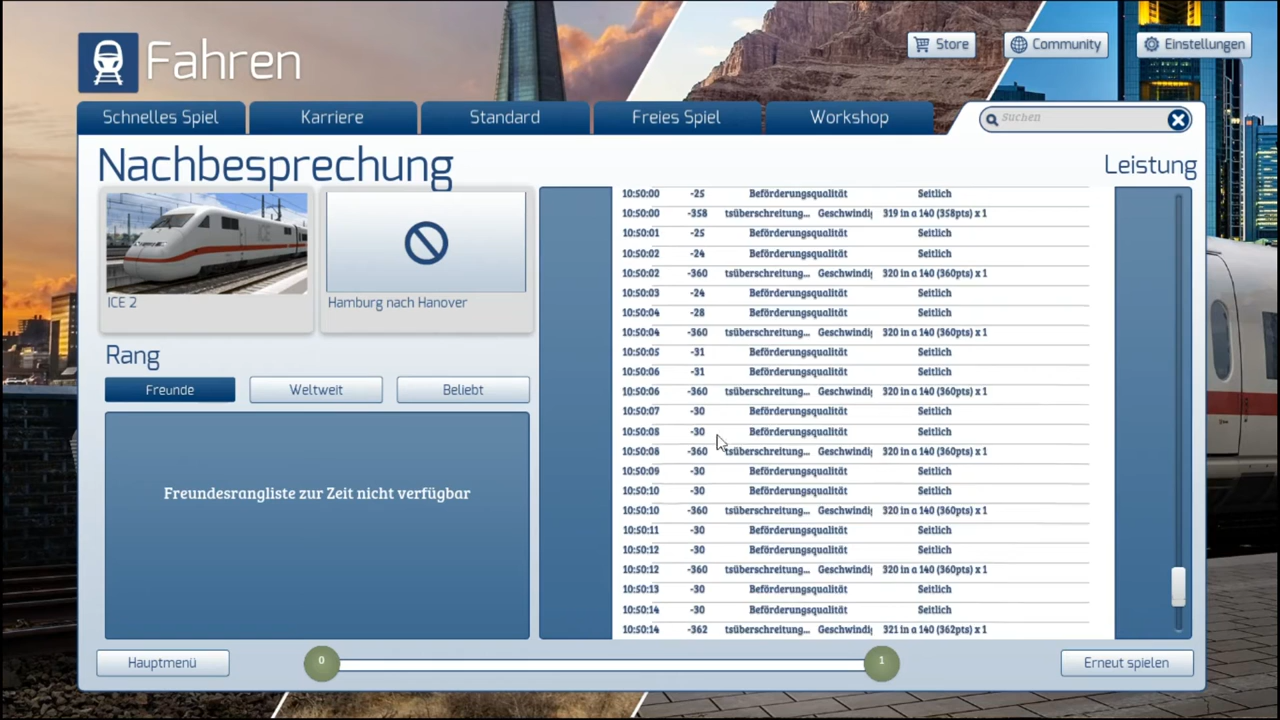 Fahren
Store
Community
Einstellungen
Schnelles Spiel
Karriere
Standard
Freies Spiel
Workshop
Suchen
Nachbesprechung
Leistung
ICE 2
Hamburg nach Hanover
Rang
Freunde
Weltweit
Beliebt
Freundesrangliste zur Zeit nicht verfügbar
10:50:00 -25 Beförderungsqualität Seitlich
10:50:00 -358 tsüberschreitung... Geschwindig 319 in a 140 (358pts) x 1
10:50:01 -25 Beförderungsqualität Seitlich
10:50:02 -24 Beförderungsqualität Seitlich
10:50:02 -360 tsüberschreitung... Geschwindig 320 in a 140 (360pts) x 1
10:50:03 -24 Beförderungsqualität Seitlich
10:50:04 -28 Beförderungsqualität Seitlich
10:50:04 -360 tsüberschreitung... Geschwindig 320 in a 140 (360pts) x 1
10:50:05 -31 Beförderungsqualität Seitlich
10:50:06 -31 Beförderungsqualität Seitlich
10:50:06 -360 tsüberschreitung... Geschwindig 320 in a 140 (360pts) x 1
10:50:07 -30 Beförderungsqualität Seitlich
10:50:08 -30 Beförderungsqualität Seitlich
10:50:08 -360 tsüberschreitung... Geschwindig 320 in a 140 (360pts) x 1
10:50:09 -30 Beförderungsqualität Seitlich
10:50:10 -30 Beförderungsqualität Seitlich
10:50:10 -360 tsüberschreitung... Geschwindig 320 in a 140 (360pts) x 1
10:50:11 -30 Beförderungsqualität Seitlich
10:50:12 -30 Beförderungsqualität Seitlich
10:50:12 -360 tsüberschreitung... Geschwindig 320 in a 140 (360pts) x 1
10:50:13 -30 Beförderungsqualität Seitlich
10:50:14 -30 Beförderungsqualität Seitlich
10:50:14 -362 tsüberschreitung... Geschwindig 321 in a 140 (362pts) x 1
Hauptmenü
0
1
Erneut spielen